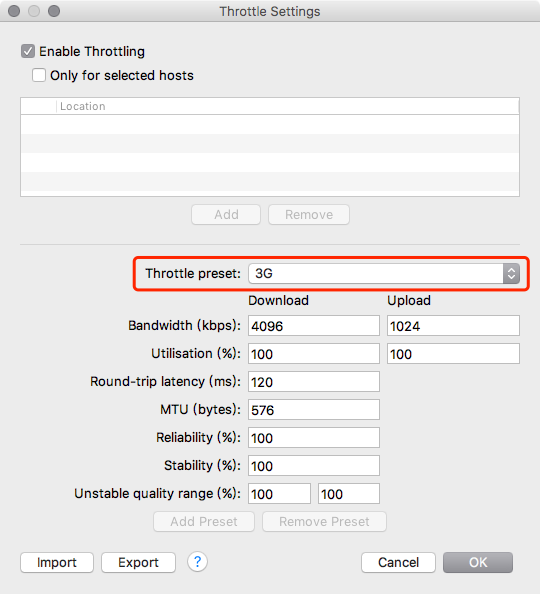 Throttle Settings
Enable Throttling
Only for selected hosts
Location
Add Remove
Throttle preset: 3G
Download Upload
Bandwidth (kbps): 4096 1024
Utilisation (%): 100 100
Round-trip latency (ms): 120
MTU (bytes): 576
Reliability (%): 100
Stability (%): 100
Unstable quality range (%): 100 100
Add Preset Remove Preset
Import Export ? Cancel OK